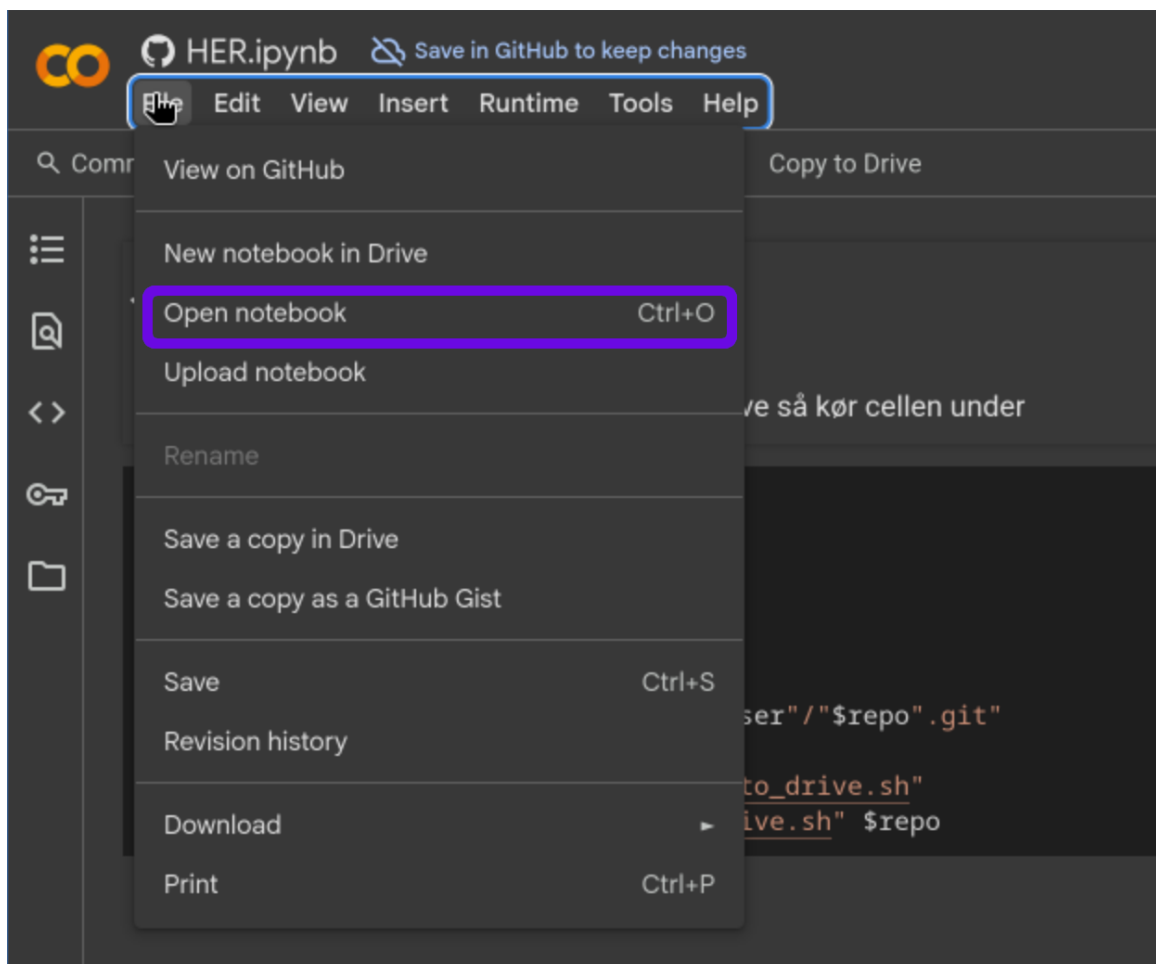 HER.ipynb Save in GitHub to keep changes
File Edit View Insert Runtime Tools Help
Copy to Drive
View on GitHub
New notebook in Drive
Open notebook Ctrl+O
Upload notebook
så kør cellen under
Rename
Save a copy in Drive
Save a copy as a GitHub Gist
Save Ctrl+S
ser"/"$repo".git"
Revision history
to_drive.sh"
ive.sh" $repo
Download
Print Ctrl+P